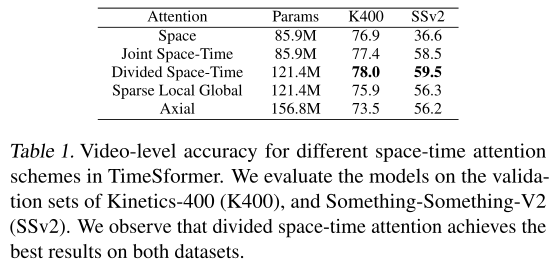 Attention Params K400 SSv2
Space 85.9M 76.9 36.6
Joint Space-Time 85.9M 77.4 58.5
Divided Space-Time 121.4M 78.0 59.5
Sparse Local Global 121.4M 75.9 56.3
Axial 156.8M 73.5 56.2
Table 1. Video-level accuracy for different space-time attention
schemes in TimeSformer. We evaluate the models on the valida-
tion sets of Kinetics-400 (K400), and Something-Something-V2
(SSv2). We observe that divided space-time attention achieves the
best results on both datasets.